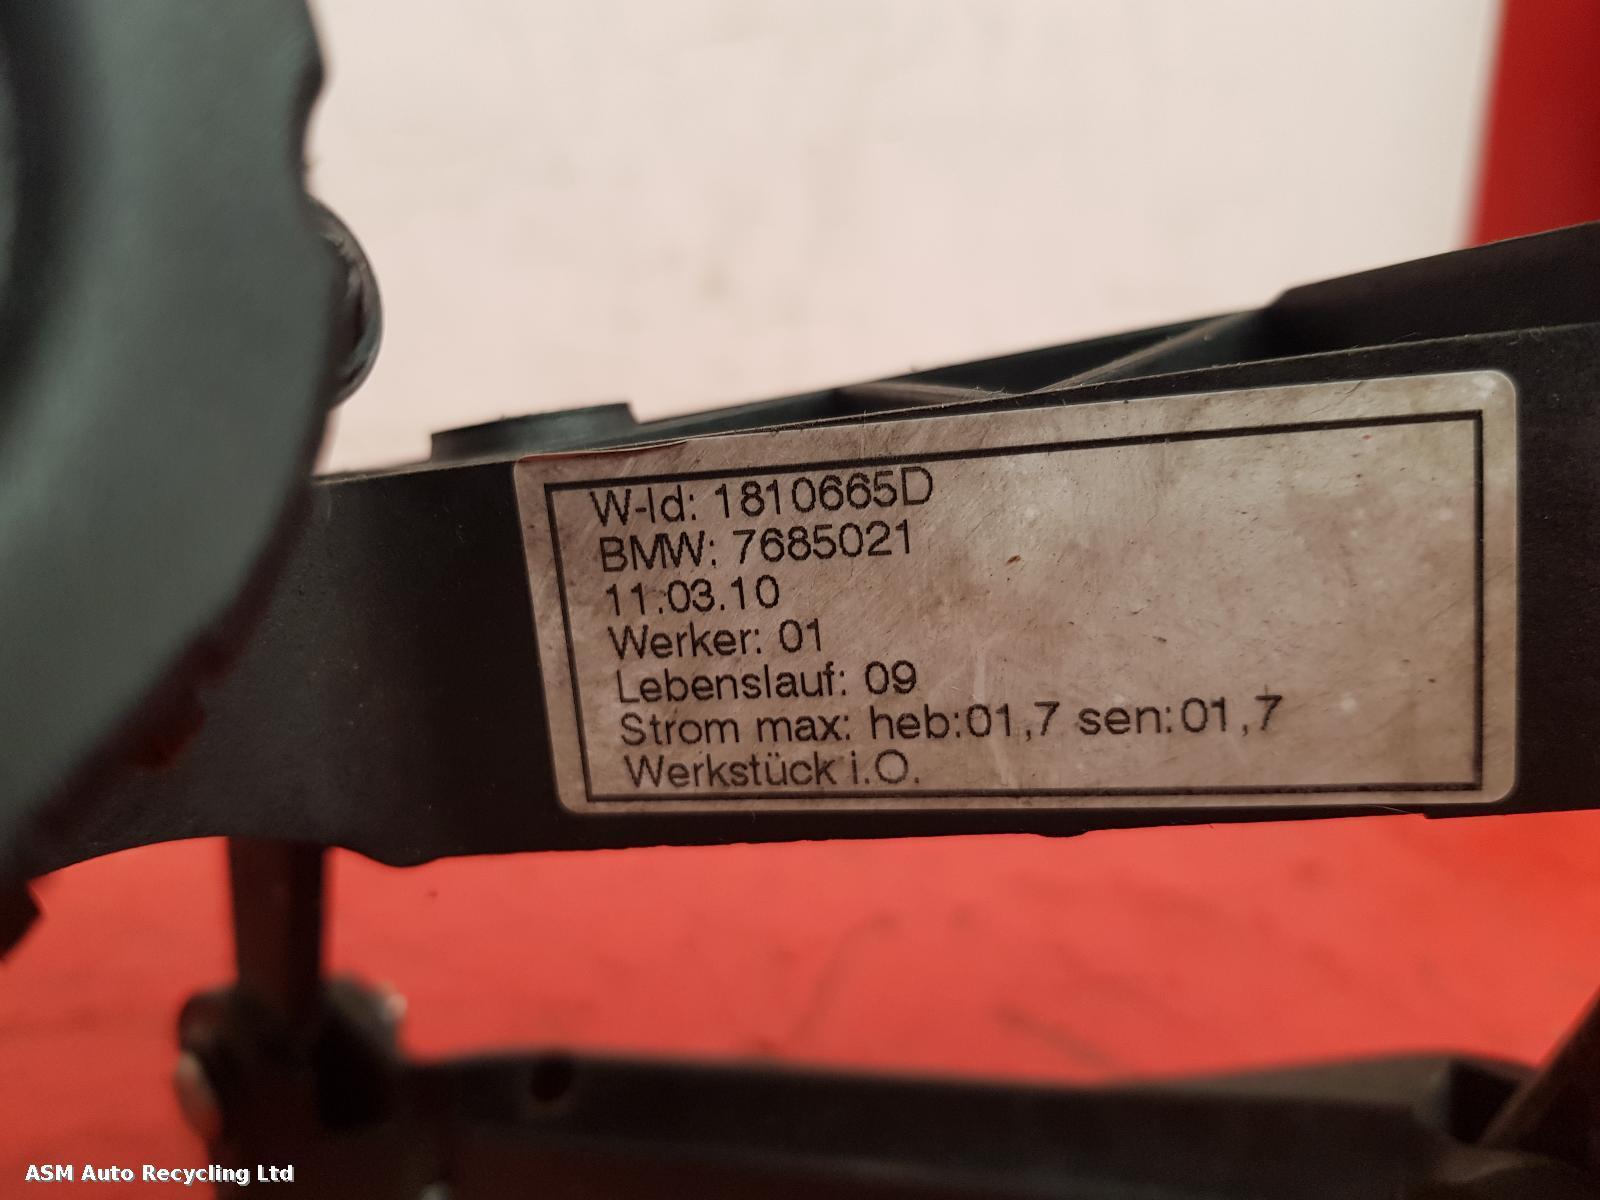 W-Id: 1810665D
BMW: 7685021
11.03.10
Werker: 01
Lebenslauf: 09
Strom max: heb:01,7 sen:01,7
Werkstück i.O.
ASM Auto Recycling Ltd